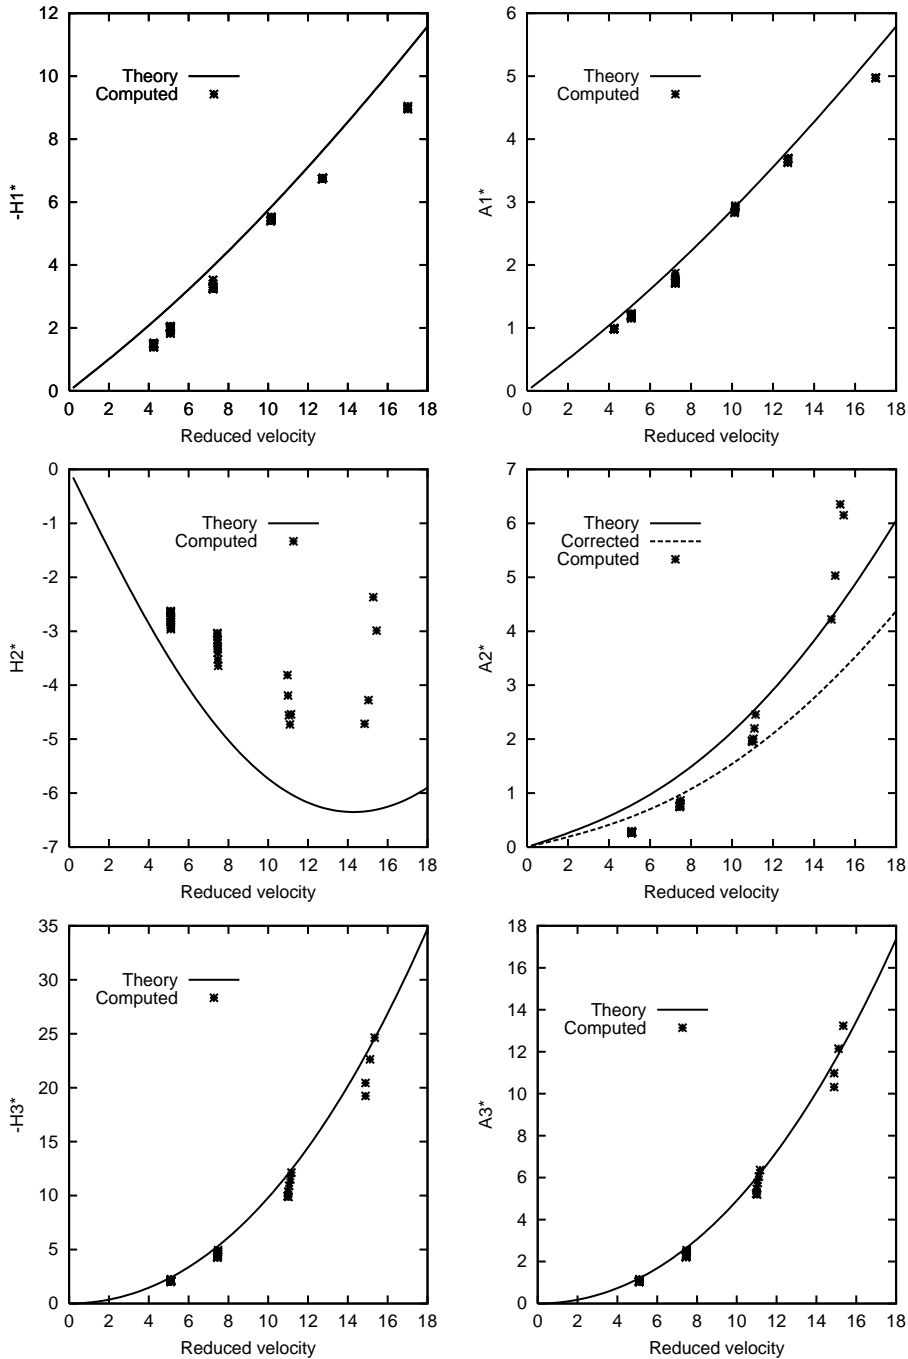 12
10
8
6
4
2
0
-H1*
Theory
Computed
0 2 4 6 8 10 12 14 16 18
Reduced velocity
6
5
4
3
2
1
0
A1*
Theory
Computed
0 2 4 6 8 10 12 14 16 18
Reduced velocity
0
-1
-2
-3
-4
-5
-6
-7
H2*
Theory
Computed
0 2 4 6 8 10 12 14 16 18
Reduced velocity
7
6
5
4
3
2
1
0
A2*
Theory
Corrected
Computed
0 2 4 6 8 10 12 14 16 18
Reduced velocity
35
30
25
20
15
10
5
0
-H3*
Theory
Computed
0 2 4 6 8 10 12 14 16 18
Reduced velocity
18
16
14
12
10
8
6
4
2
0
A3*
Theory
Computed
0 2 4 6 8 10 12 14 16 18
Reduced velocity